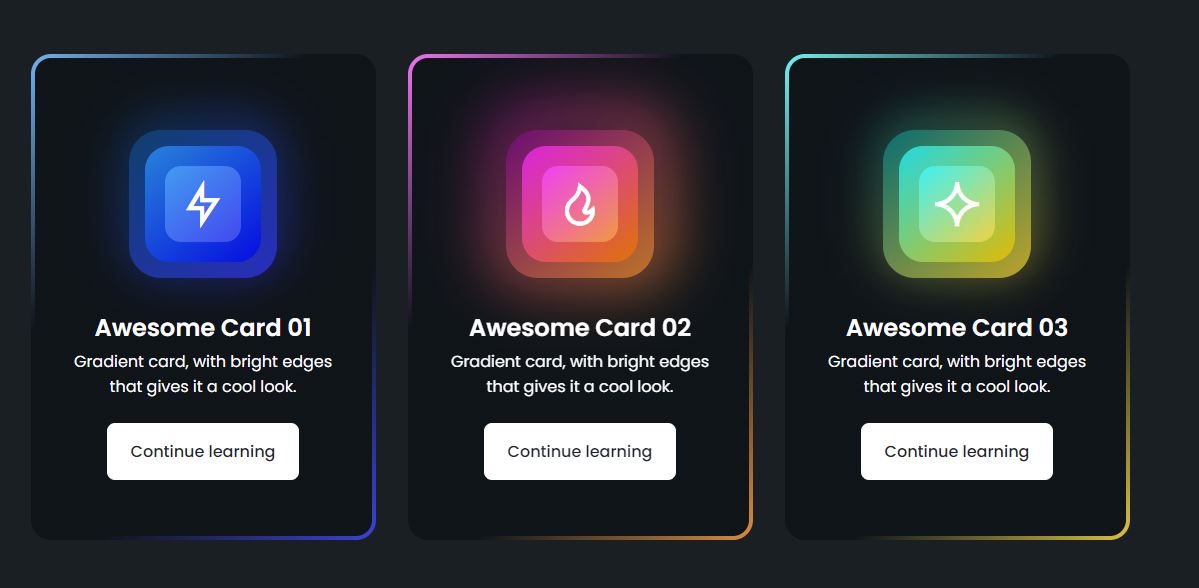 Awesome Card 01
Gradient card, with bright edges
that gives it a cool look.
Continue learning
Awesome Card 02
Gradient card, with bright edges
that gives it a cool look.
Continue learning
Awesome Card 03
Gradient card, with bright edges
that gives it a cool look.
Continue learning